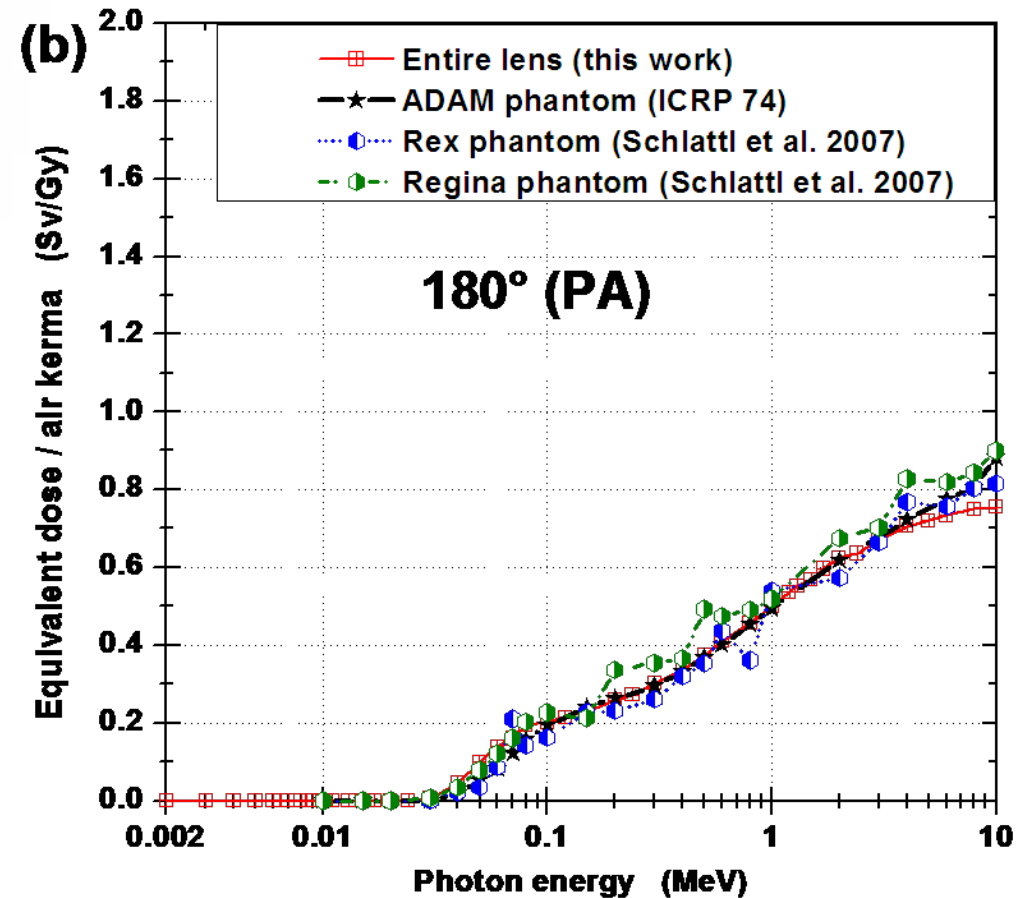 (b)
Entire lens (this work)
ADAM phantom (ICRP 74)
Rex phantom (Schlattl et al. 2007)
Regina phantom (Schlattl et al. 2007)
180° (PA)
Equivalent dose / air kerma (Sv/Gy)
2.0
1.8
1.6
1.4
1.2
1.0
0.8
0.6
0.4
0.2
0.0
0.002 0.01 0.1 1 10
Photon energy (MeV)